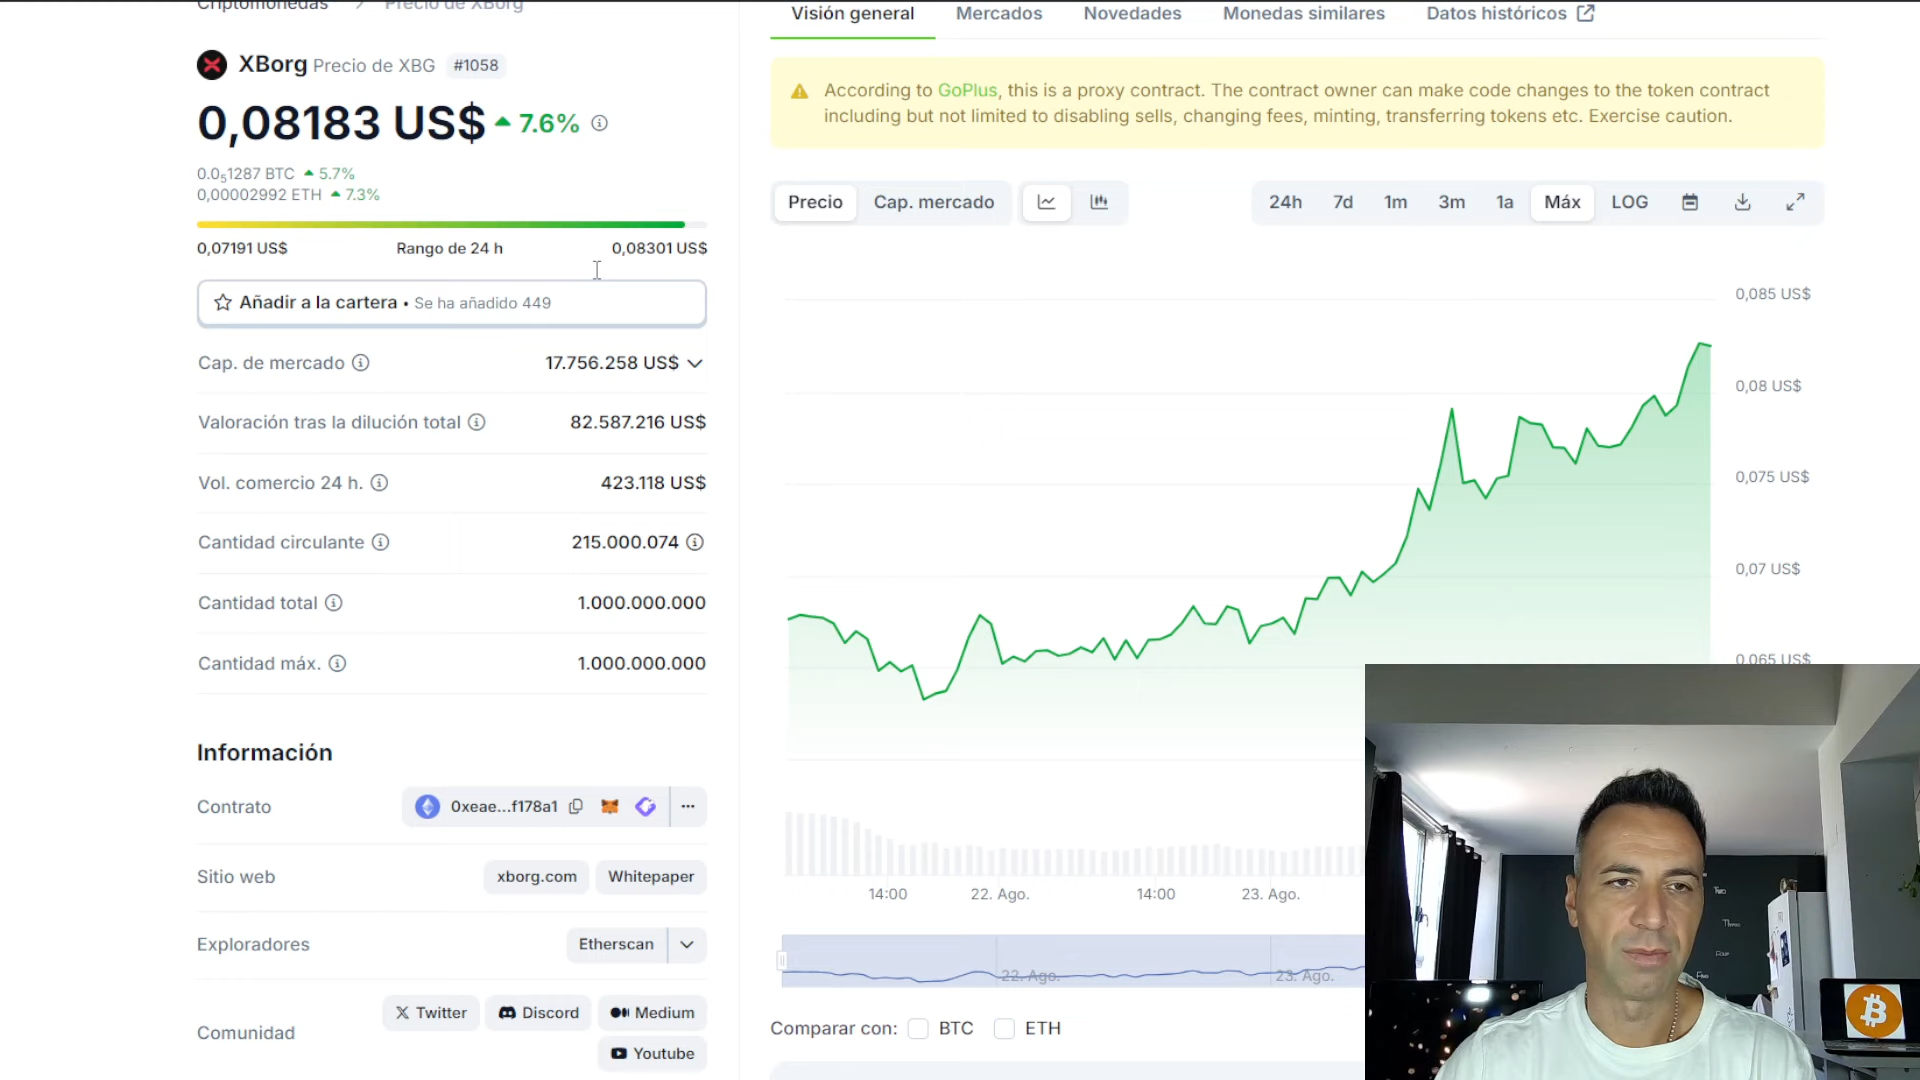 Criptomonedas > Precio de XBorg
XBorg Precio de XBG #1058
0,08183 US$ 7.6%
0.0₅1287 BTC 5.7%
0,00002992 ETH 7.3%
0,07191 US$ Rango de 24 h 0,08301 US$
Añadir a la cartera • Se ha añadido 449
Cap. de mercado 17.756.258 US$
Valoración tras la dilución total 82.587.216 US$
Vol. comercio 24 h. 423.118 US$
Cantidad circulante 215.000.074
Cantidad total 1.000.000.000
Cantidad máx. 1.000.000.000
Información
Contrato 0xeae...f178a1
Sitio web xborg.com Whitepaper
Exploradores Etherscan
Comunidad Twitter Discord Medium
Youtube
Visión general Mercados Novedades Monedas similares Datos históricos
According to GoPlus, this is a proxy contract. The contract owner can make code changes to the token contract
including but not limited to disabling sells, changing fees, minting, transferring tokens etc. Exercise caution.
Precio Cap. mercado 24h 7d 1m 3m 1a Máx LOG
0,085 US$
0,08 US$
0,075 US$
0,07 US$
0,065 US$
14:00 22. Ago. 14:00 23. Ago.
22. Ago. 23. Ago.
Comparar con: BTC ETH
Two
Three
Four
Five